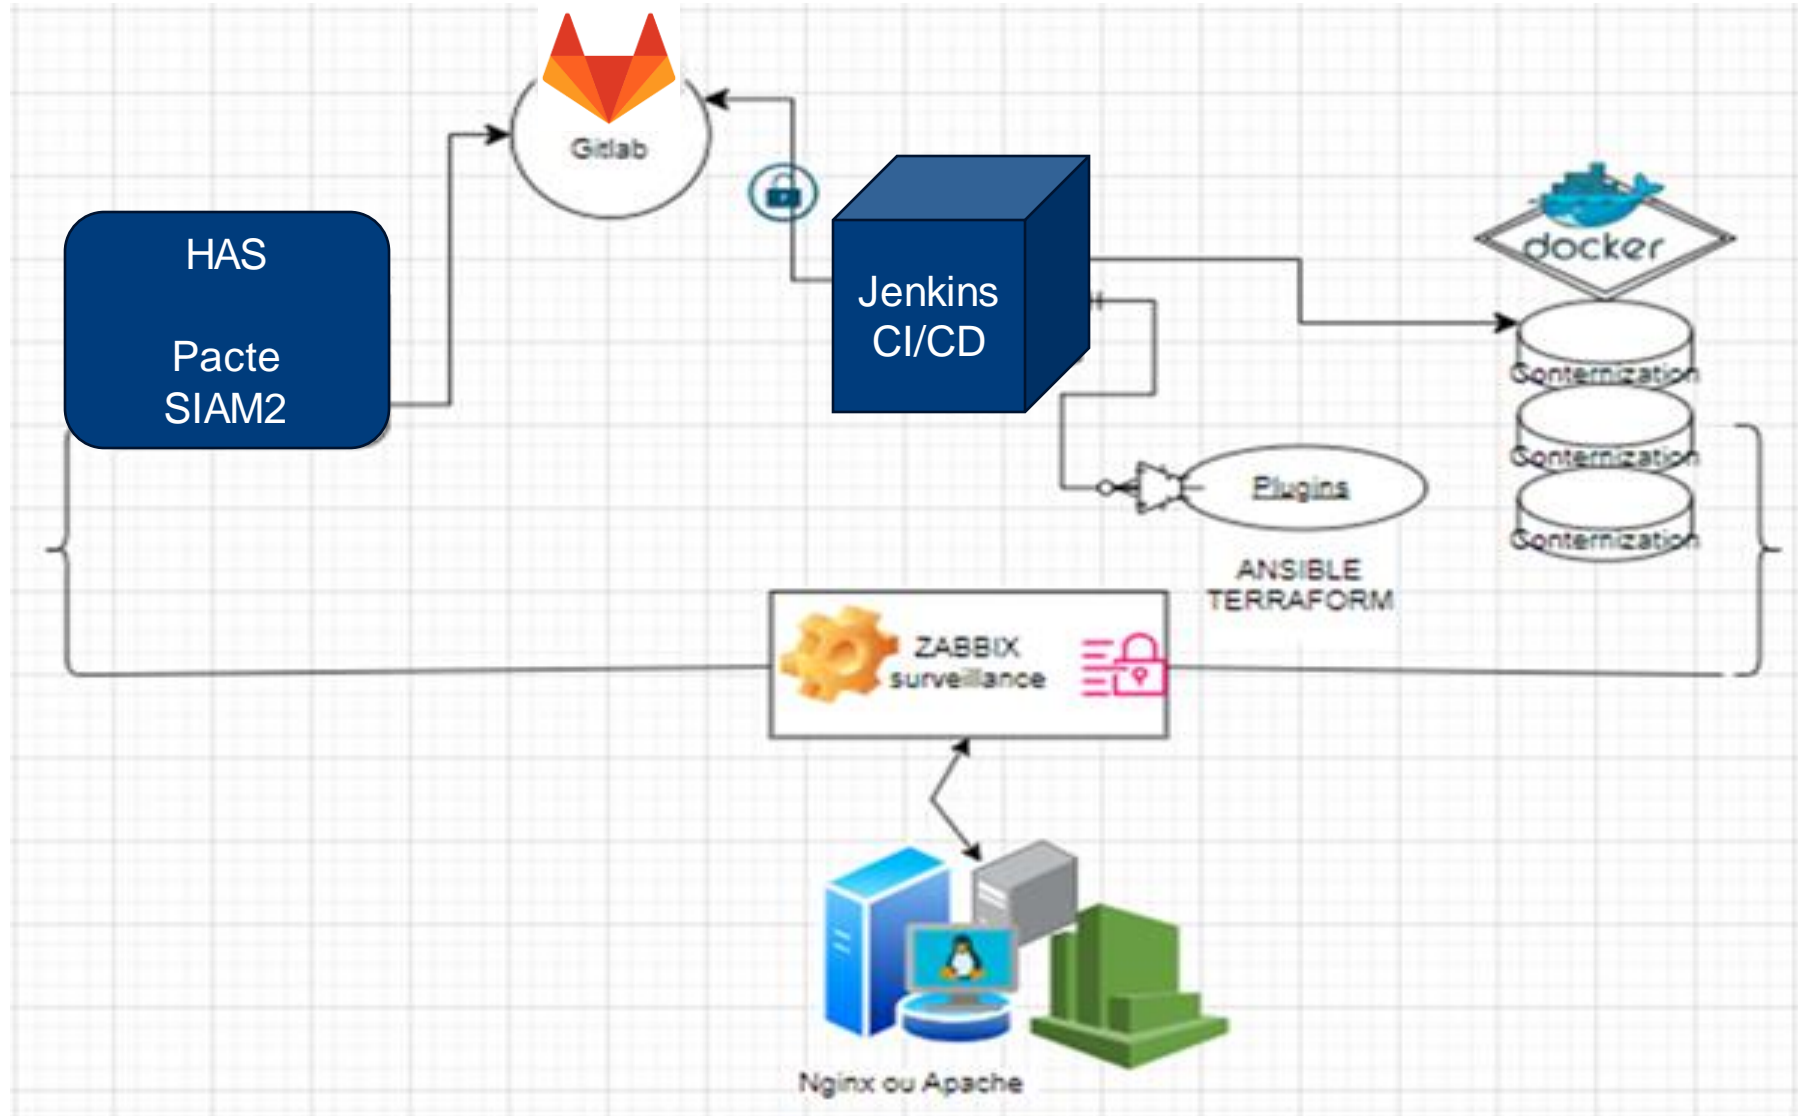 Gitlab
HAS
Pacte
SIAM2
Jenkins
CI/CD
docker
Conternization
Conternization
Conternization
Plugins
ANSIBLE
TERRAFORM
ZABBIX
surveillance
Nginx ou Apache